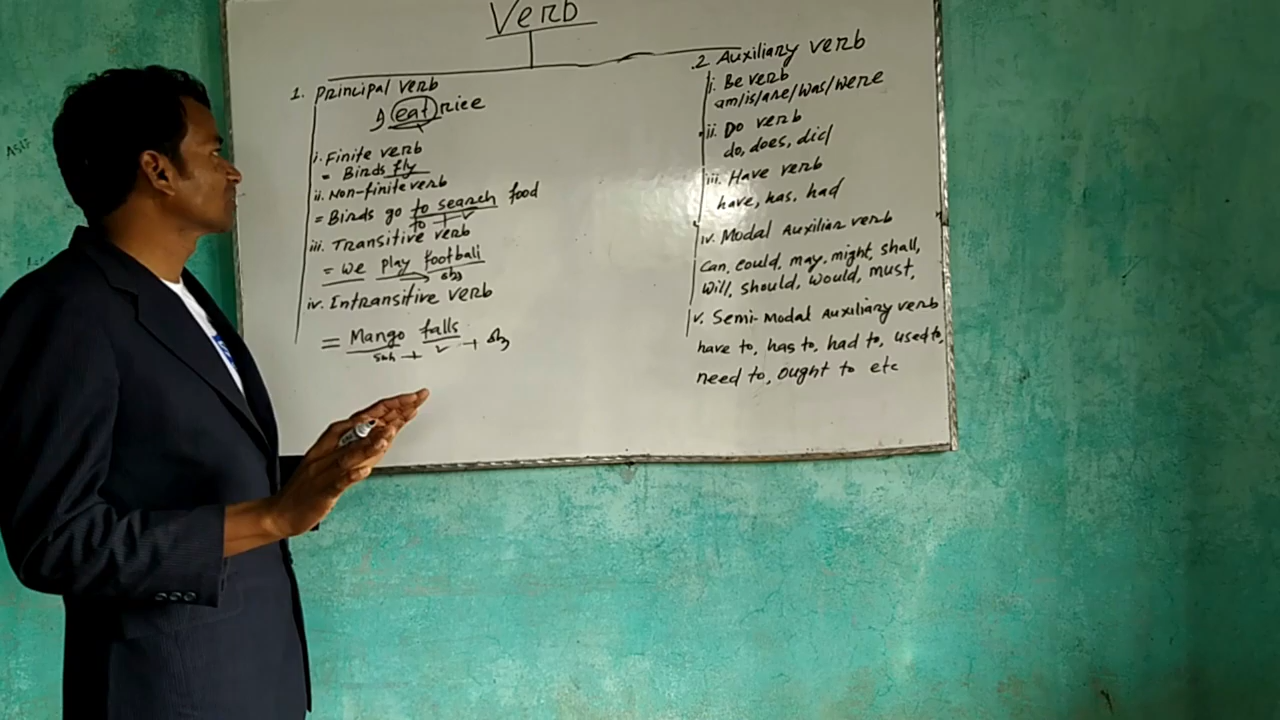 Verb
1. Principal verb
I eat rice
i. Finite verb
= Birds fly
ii. Non-finite verb
= Birds go to search food
to + v
iii. Transitive verb
= we play football
obj
iv. Entransitive verb
= Mango falls
sub + v + obj
2 Auxiliary verb
i. Be verb
am/is/are/was/were
ii. Do verb
do, does, did
iii. Have verb
have, has, had
iv. Modal Auxiliar verb
Can, could, may, might, shall,
will, should, would, must,
v. Semi-Modal Auxiliary verb
have to, has to, had to, used to,
need to, ought to etc
ASIF